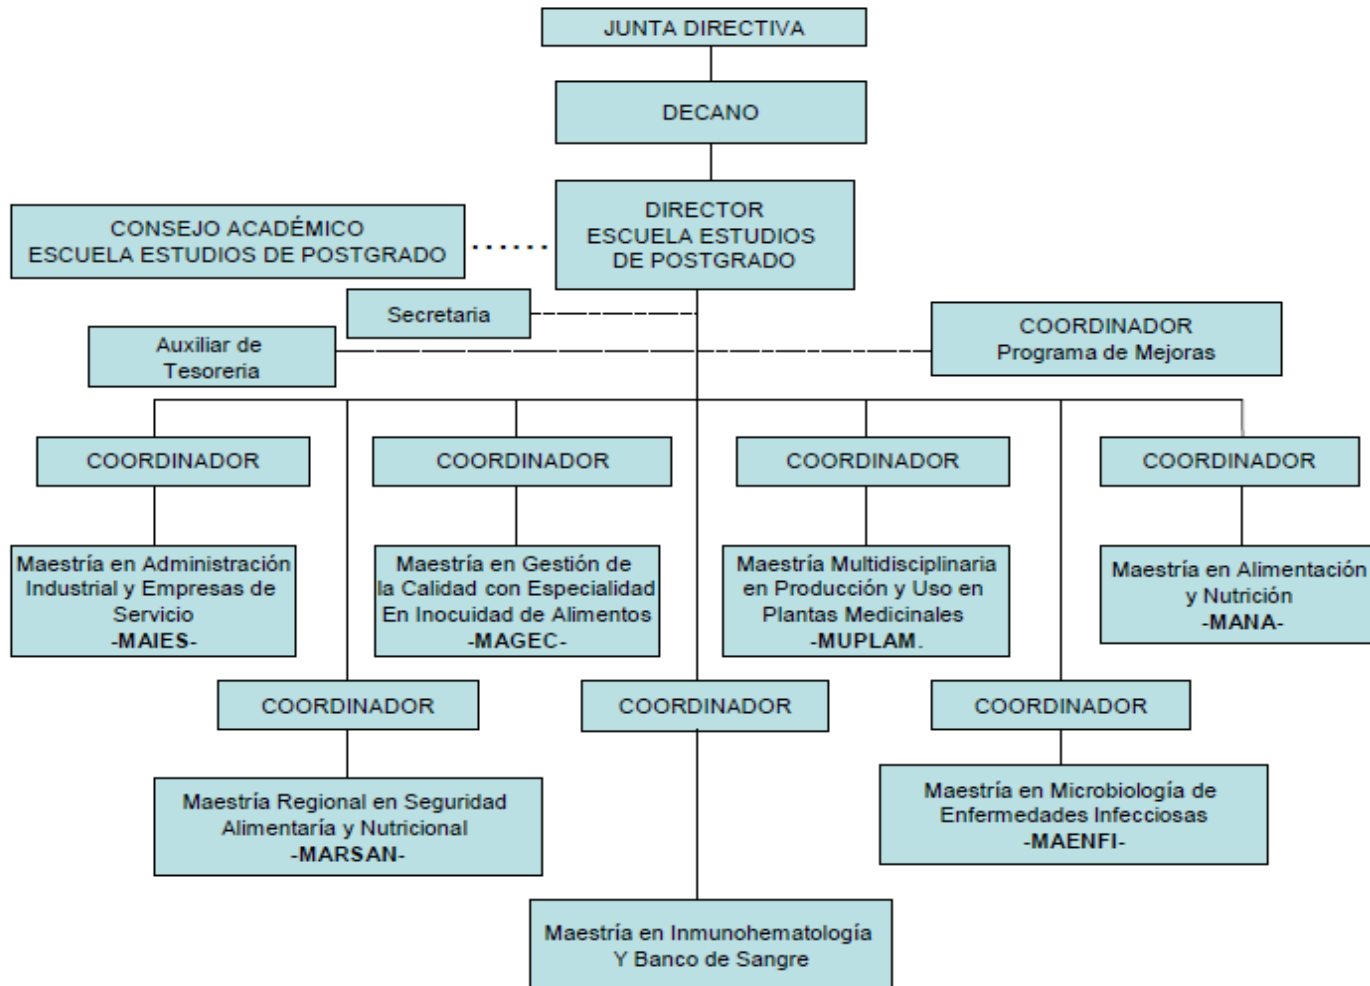 JUNTA DIRECTIVA
DECANO
DIRECTOR
ESCUELA ESTUDIOS
DE POSTGRADO
CONSEJO ACADÉMICO
ESCUELA ESTUDIOS DE POSTGRADO
Secretaria
Auxiliar de
Tesoreria
COORDINADOR
Programa de Mejoras
COORDINADOR
COORDINADOR
COORDINADOR
COORDINADOR
Maestría en Administración
Industrial y Empresas de
Servicio
-MAIES-
Maestría en Gestión de
la Calidad con Especialidad
En Inocuidad de Alimentos
-MAGEC-
Maestría Multidisciplinaria
en Producción y Uso en
Plantas Medicinales
-MUPLAM.
Maestría en Alimentación
y Nutrición
-MANA-
COORDINADOR
COORDINADOR
COORDINADOR
Maestría Regional en Seguridad
Alimentaría y Nutricional
-MARSAN-
Maestría en Microbiología de
Enfermedades Infecciosas
-MAENFI-
Maestría en Inmunohematología
Y Banco de Sangre